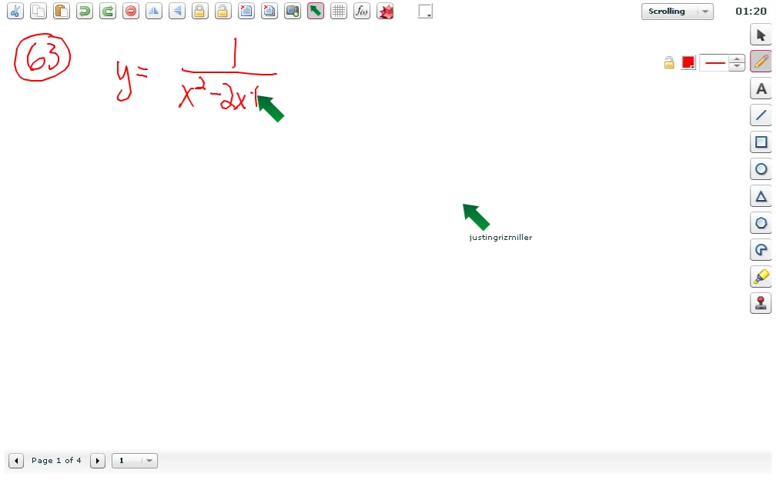 Scrolling
01:20
63
y = 1
x² - 2x +
justingrizmiller
f(x)
A
Page 1 of 4
1